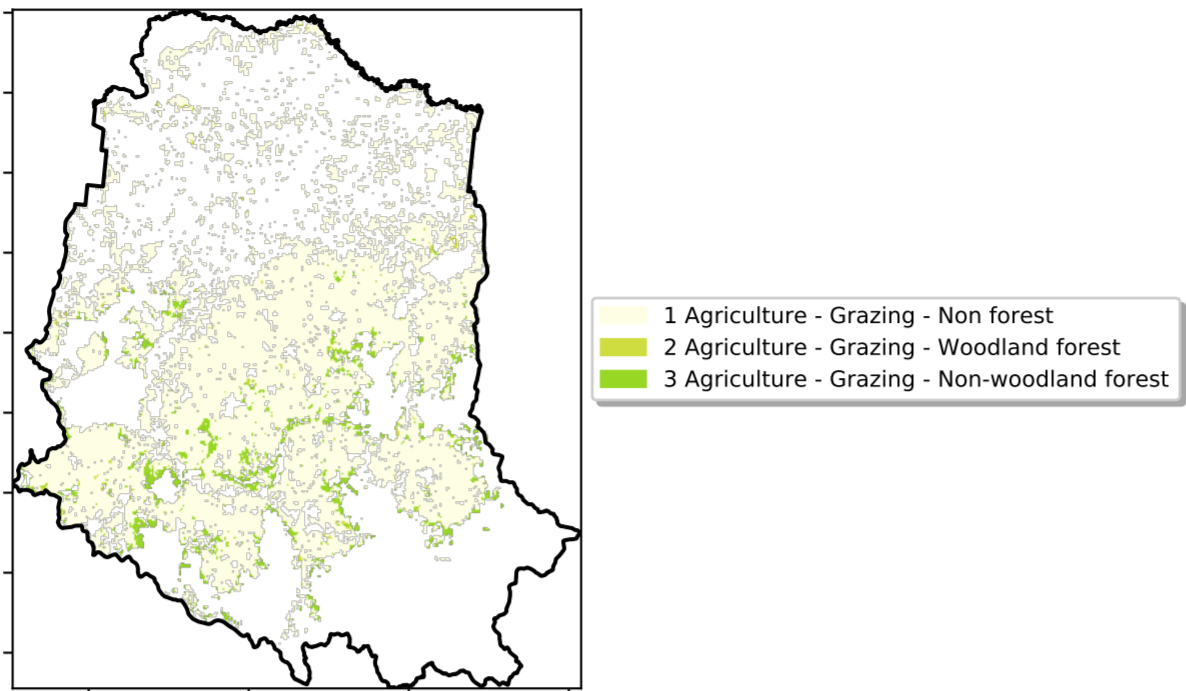 1 Agriculture - Grazing - Non forest
2 Agriculture - Grazing - Woodland forest
3 Agriculture - Grazing - Non-woodland forest